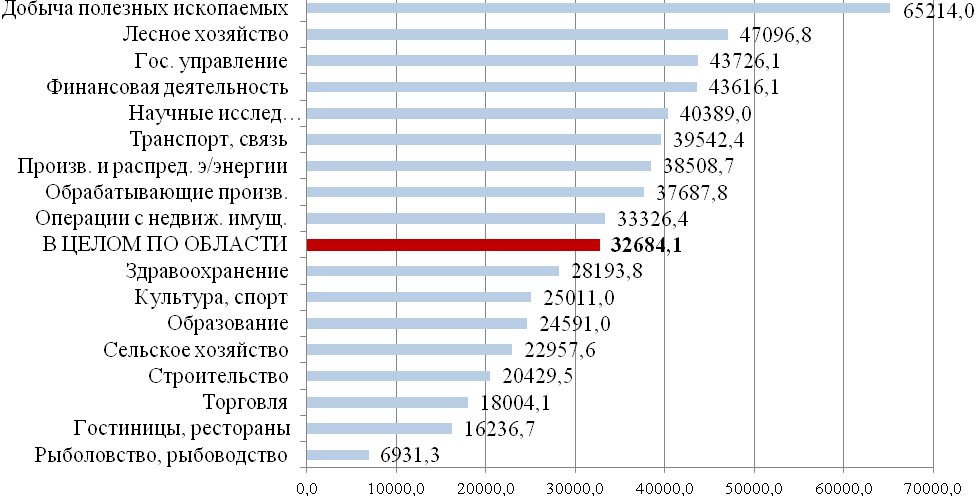 Добыча полезных ископаемых 65214,0
Лесное хозяйство 47096,8
Гос. управление 43726,1
Финансовая деятельность 43616,1
Научные исслед… 40389,0
Транспорт, связь 39542,4
Произв. и распред. э/энергии 38508,7
Обрабатывающие произв. 37687,8
Операции с недвиж. имущ. 33326,4
В ЦЕЛОМ ПО ОБЛАСТИ 32684,1
Здравоохранение 28193,8
Культура, спорт 25011,0
Образование 24591,0
Сельское хозяйство 22957,6
Строительство 20429,5
Торговля 18004,1
Гостиницы, рестораны 16236,7
Рыболовство, рыбоводство 6931,3
0,0 10000,0 20000,0 30000,0 40000,0 50000,0 60000,0 70000,0